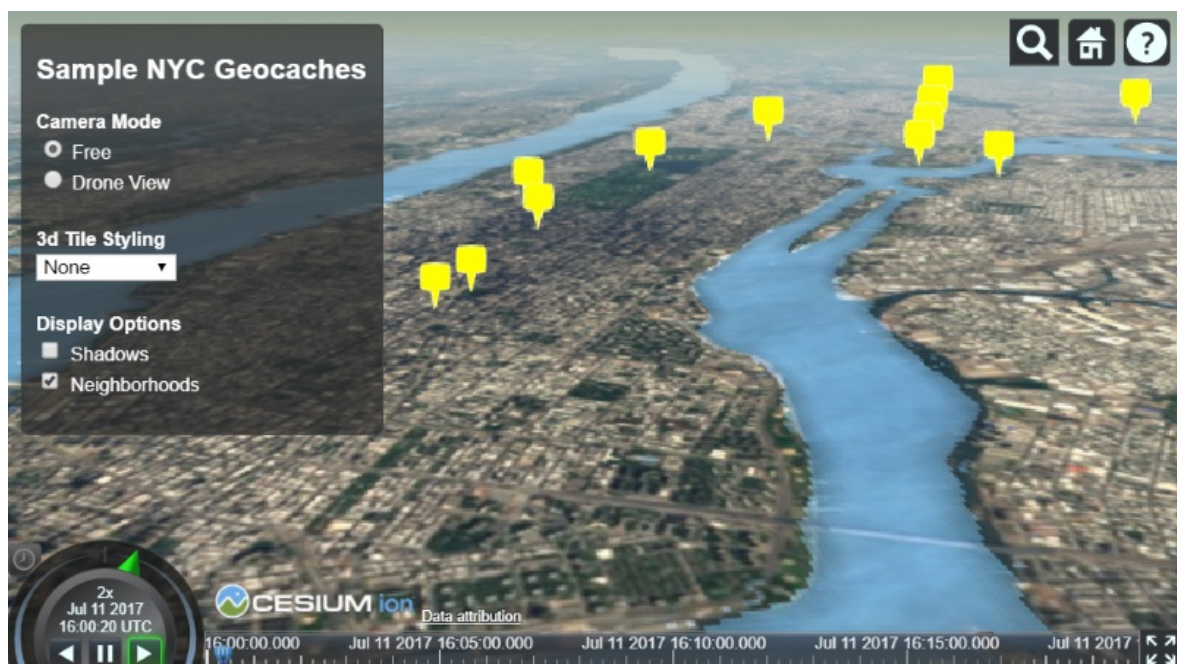 Sample NYC Geocaches
Camera Mode
Free
Drone View
3d Tile Styling
None
Display Options
Shadows
Neighborhoods
?
2x
Jul 11 2017
16:00:20 UTC
CESIUM ion
Data attribution
16:00:00.000
Jul 11 2017 16:05:00.000
Jul 11 2017 16:10:00.000
Jul 11 2017 16:15:00.000
Jul 11 2017